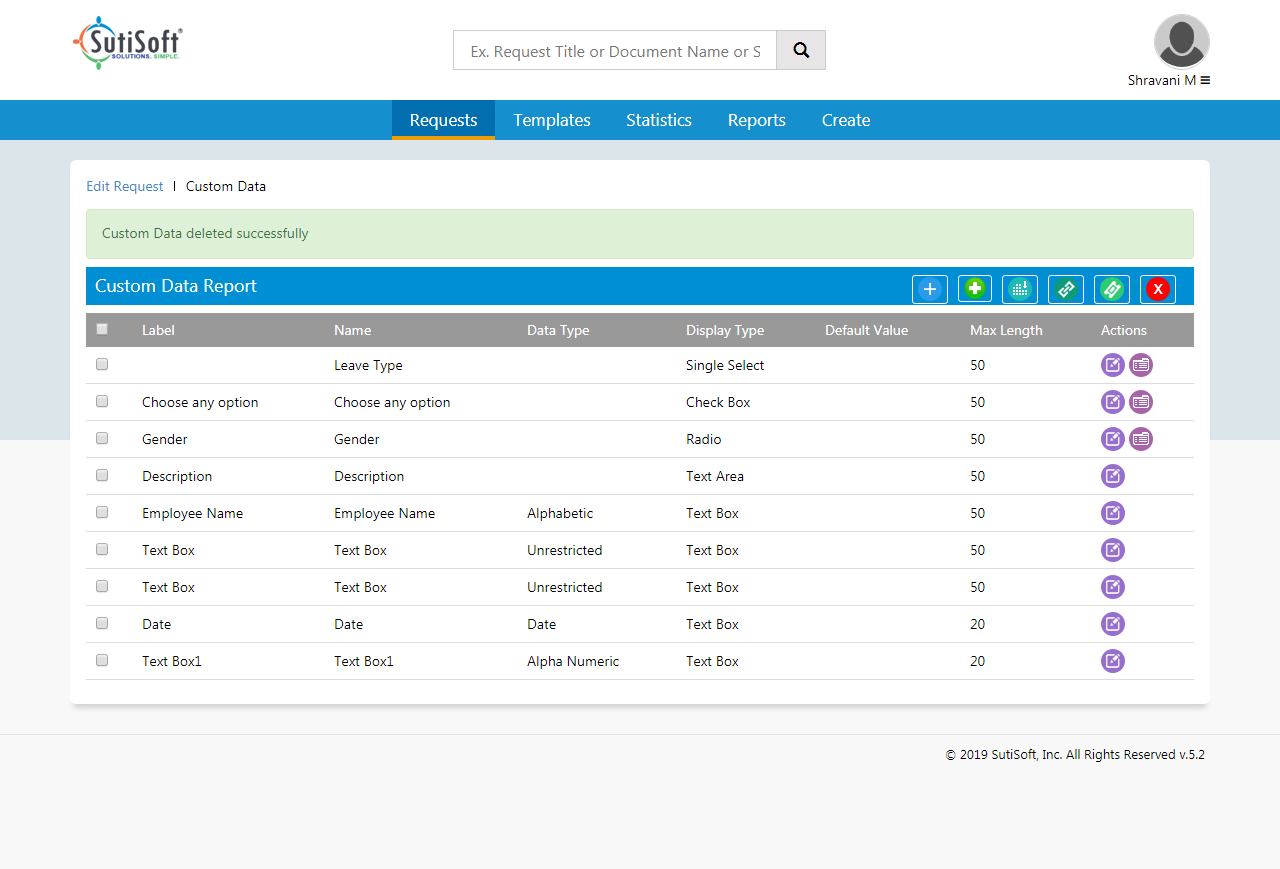 SutiSoft®
SOLUTIONS. SIMPLE.
Ex. Request Title or Document Name or S
Shravani M
Requests Templates Statistics Reports Create
Edit Request | Custom Data
Custom Data deleted successfully
Custom Data Report X
Label Name Data Type Display Type Default Value Max Length Actions
Leave Type Single Select 50
Choose any option Choose any option Check Box 50
Gender Gender Radio 50
Description Description Text Area 50
Employee Name Employee Name Alphabetic Text Box 50
Text Box Text Box Unrestricted Text Box 50
Text Box Text Box Unrestricted Text Box 50
Date Date Date Text Box 20
Text Box1 Text Box1 Alpha Numeric Text Box 20
© 2019 SutiSoft, Inc. All Rights Reserved v.5.2